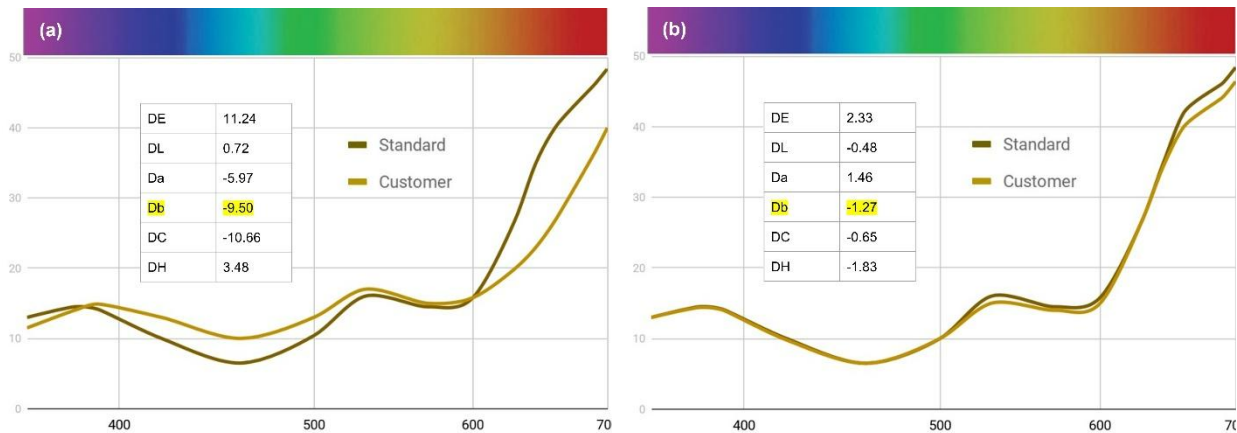 (a)
50
40
30
20
10
0
DE 11.24
DL 0.72
Da -5.97
Db -9.50
DC -10.66
DH 3.48
Standard
Customer
400 500 600 70
(b)
50
40
30
20
10
0
DE 2.33
DL -0.48
Da 1.46
Db -1.27
DC -0.65
DH -1.83
Standard
Customer
400 500 600 70